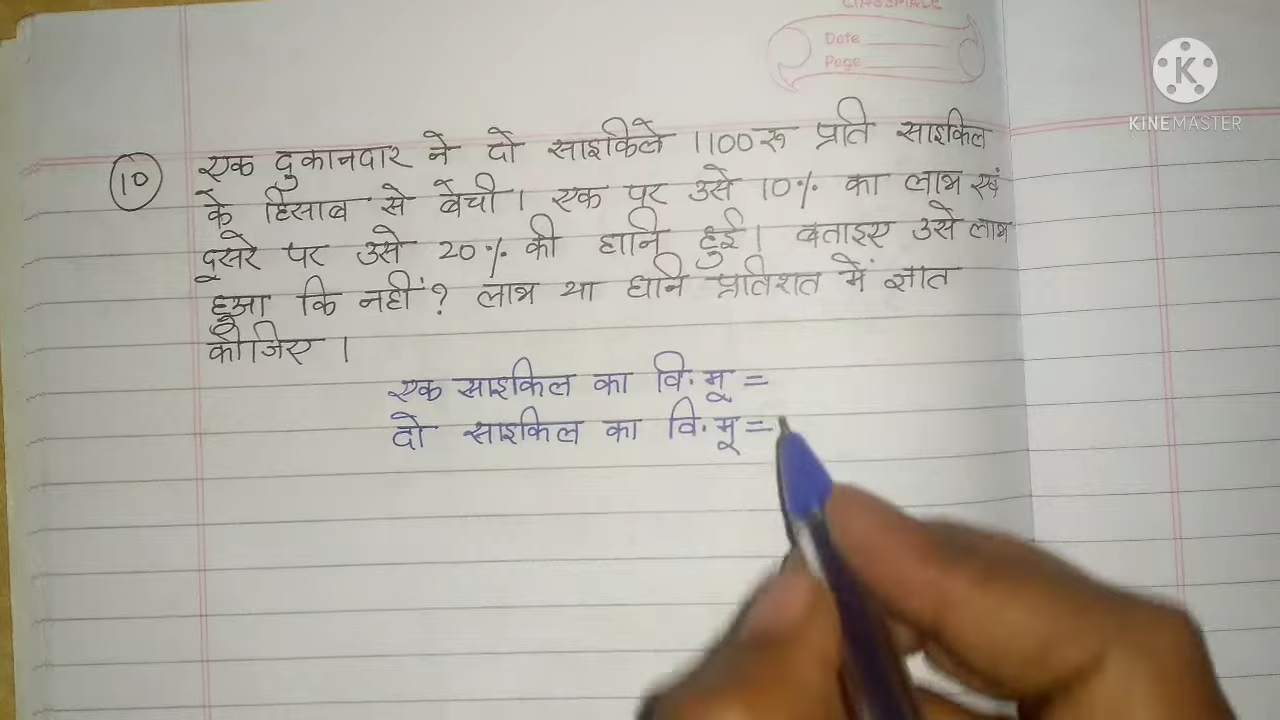 CLASSMATE
Date
Page
K
KINEMASTER
10 एक दुकानदार ने दो साइकिले 1100 रू प्रति साइकिल
के हिसाब से बेंची। एक पर उसे 10% का लाभ एवं
दूसरे पर उसे 20% की हानि हुई। बताइए उसे लाभ
हुआ कि नहीं? लाभ या हानि प्रतिशत में ज्ञात
कीजिए।
एक साइकिल का वि.मू =
दो साइकिल का वि.मू =